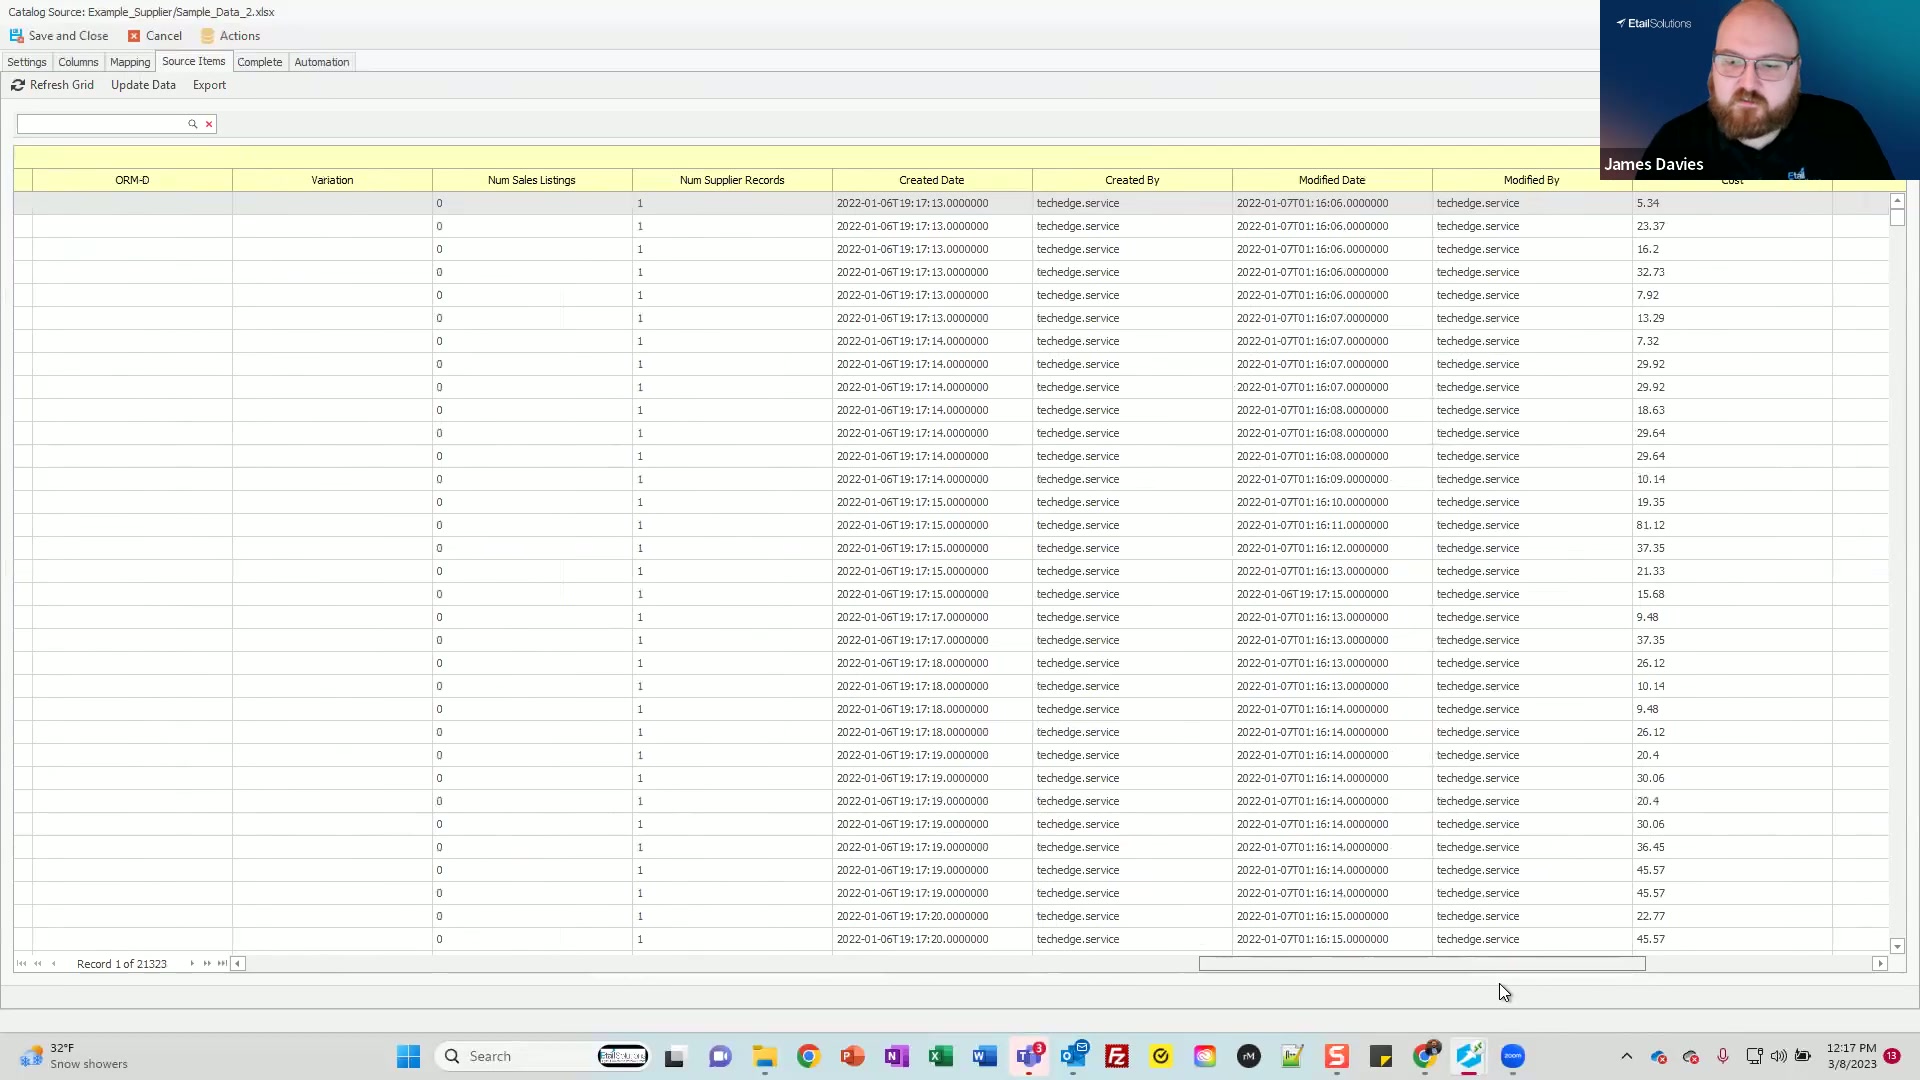 Catalog Source: Example_Supplier/Sample_Data_2.xlsx
Save and Close Cancel Actions
Settings Columns Mapping Source Items Complete Automation
Refresh Grid Update Data Export
EtailSolutions
James Davies
ORM-D Variation Num Sales Listings Num Supplier Records Created Date Created By Modified Date Modified By Cost
0 1 2022-01-06T19:17:13.0000000 techedge.service 2022-01-07T01:16:06.0000000 techedge.service 5.34
0 1 2022-01-06T19:17:13.0000000 techedge.service 2022-01-07T01:16:06.0000000 techedge.service 23.37
0 1 2022-01-06T19:17:13.0000000 techedge.service 2022-01-07T01:16:06.0000000 techedge.service 16.2
0 1 2022-01-06T19:17:13.0000000 techedge.service 2022-01-07T01:16:06.0000000 techedge.service 32.73
0 1 2022-01-06T19:17:13.0000000 techedge.service 2022-01-07T01:16:06.0000000 techedge.service 7.92
0 1 2022-01-06T19:17:13.0000000 techedge.service 2022-01-07T01:16:07.0000000 techedge.service 13.29
0 1 2022-01-06T19:17:14.0000000 techedge.service 2022-01-07T01:16:07.0000000 techedge.service 7.32
0 1 2022-01-06T19:17:14.0000000 techedge.service 2022-01-07T01:16:07.0000000 techedge.service 29.92
0 1 2022-01-06T19:17:14.0000000 techedge.service 2022-01-07T01:16:07.0000000 techedge.service 29.92
0 1 2022-01-06T19:17:14.0000000 techedge.service 2022-01-07T01:16:08.0000000 techedge.service 18.63
0 1 2022-01-06T19:17:14.0000000 techedge.service 2022-01-07T01:16:08.0000000 techedge.service 29.64
0 1 2022-01-06T19:17:14.0000000 techedge.service 2022-01-07T01:16:08.0000000 techedge.service 29.64
0 1 2022-01-06T19:17:14.0000000 techedge.service 2022-01-07T01:16:09.0000000 techedge.service 10.14
0 1 2022-01-06T19:17:15.0000000 techedge.service 2022-01-07T01:16:10.0000000 techedge.service 19.35
0 1 2022-01-06T19:17:15.0000000 techedge.service 2022-01-07T01:16:11.0000000 techedge.service 81.12
0 1 2022-01-06T19:17:15.0000000 techedge.service 2022-01-07T01:16:12.0000000 techedge.service 37.35
0 1 2022-01-06T19:17:15.0000000 techedge.service 2022-01-07T01:16:13.0000000 techedge.service 21.33
0 1 2022-01-06T19:17:15.0000000 techedge.service 2022-01-06T19:17:15.0000000 techedge.service 15.68
0 1 2022-01-06T19:17:17.0000000 techedge.service 2022-01-07T01:16:13.0000000 techedge.service 9.48
0 1 2022-01-06T19:17:17.0000000 techedge.service 2022-01-07T01:16:13.0000000 techedge.service 37.35
0 1 2022-01-06T19:17:18.0000000 techedge.service 2022-01-07T01:16:13.0000000 techedge.service 26.12
0 1 2022-01-06T19:17:18.0000000 techedge.service 2022-01-07T01:16:13.0000000 techedge.service 10.14
0 1 2022-01-06T19:17:18.0000000 techedge.service 2022-01-07T01:16:14.0000000 techedge.service 9.48
0 1 2022-01-06T19:17:18.0000000 techedge.service 2022-01-07T01:16:14.0000000 techedge.service 26.12
0 1 2022-01-06T19:17:19.0000000 techedge.service 2022-01-07T01:16:14.0000000 techedge.service 20.4
0 1 2022-01-06T19:17:19.0000000 techedge.service 2022-01-07T01:16:14.0000000 techedge.service 30.06
0 1 2022-01-06T19:17:19.0000000 techedge.service 2022-01-07T01:16:14.0000000 techedge.service 20.4
0 1 2022-01-06T19:17:19.0000000 techedge.service 2022-01-07T01:16:14.0000000 techedge.service 30.06
0 1 2022-01-06T19:17:19.0000000 techedge.service 2022-01-07T01:16:14.0000000 techedge.service 36.45
0 1 2022-01-06T19:17:19.0000000 techedge.service 2022-01-07T01:16:14.0000000 techedge.service 45.57
0 1 2022-01-06T19:17:19.0000000 techedge.service 2022-01-07T01:16:14.0000000 techedge.service 45.57
0 1 2022-01-06T19:17:20.0000000 techedge.service 2022-01-07T01:16:15.0000000 techedge.service 22.77
0 1 2022-01-06T19:17:20.0000000 techedge.service 2022-01-07T01:16:15.0000000 techedge.service 45.57
Record 1 of 21323
32°F
Snow showers
Search
EtailSolutions
3
rM
zoom
12:17 PM
3/8/2023
13